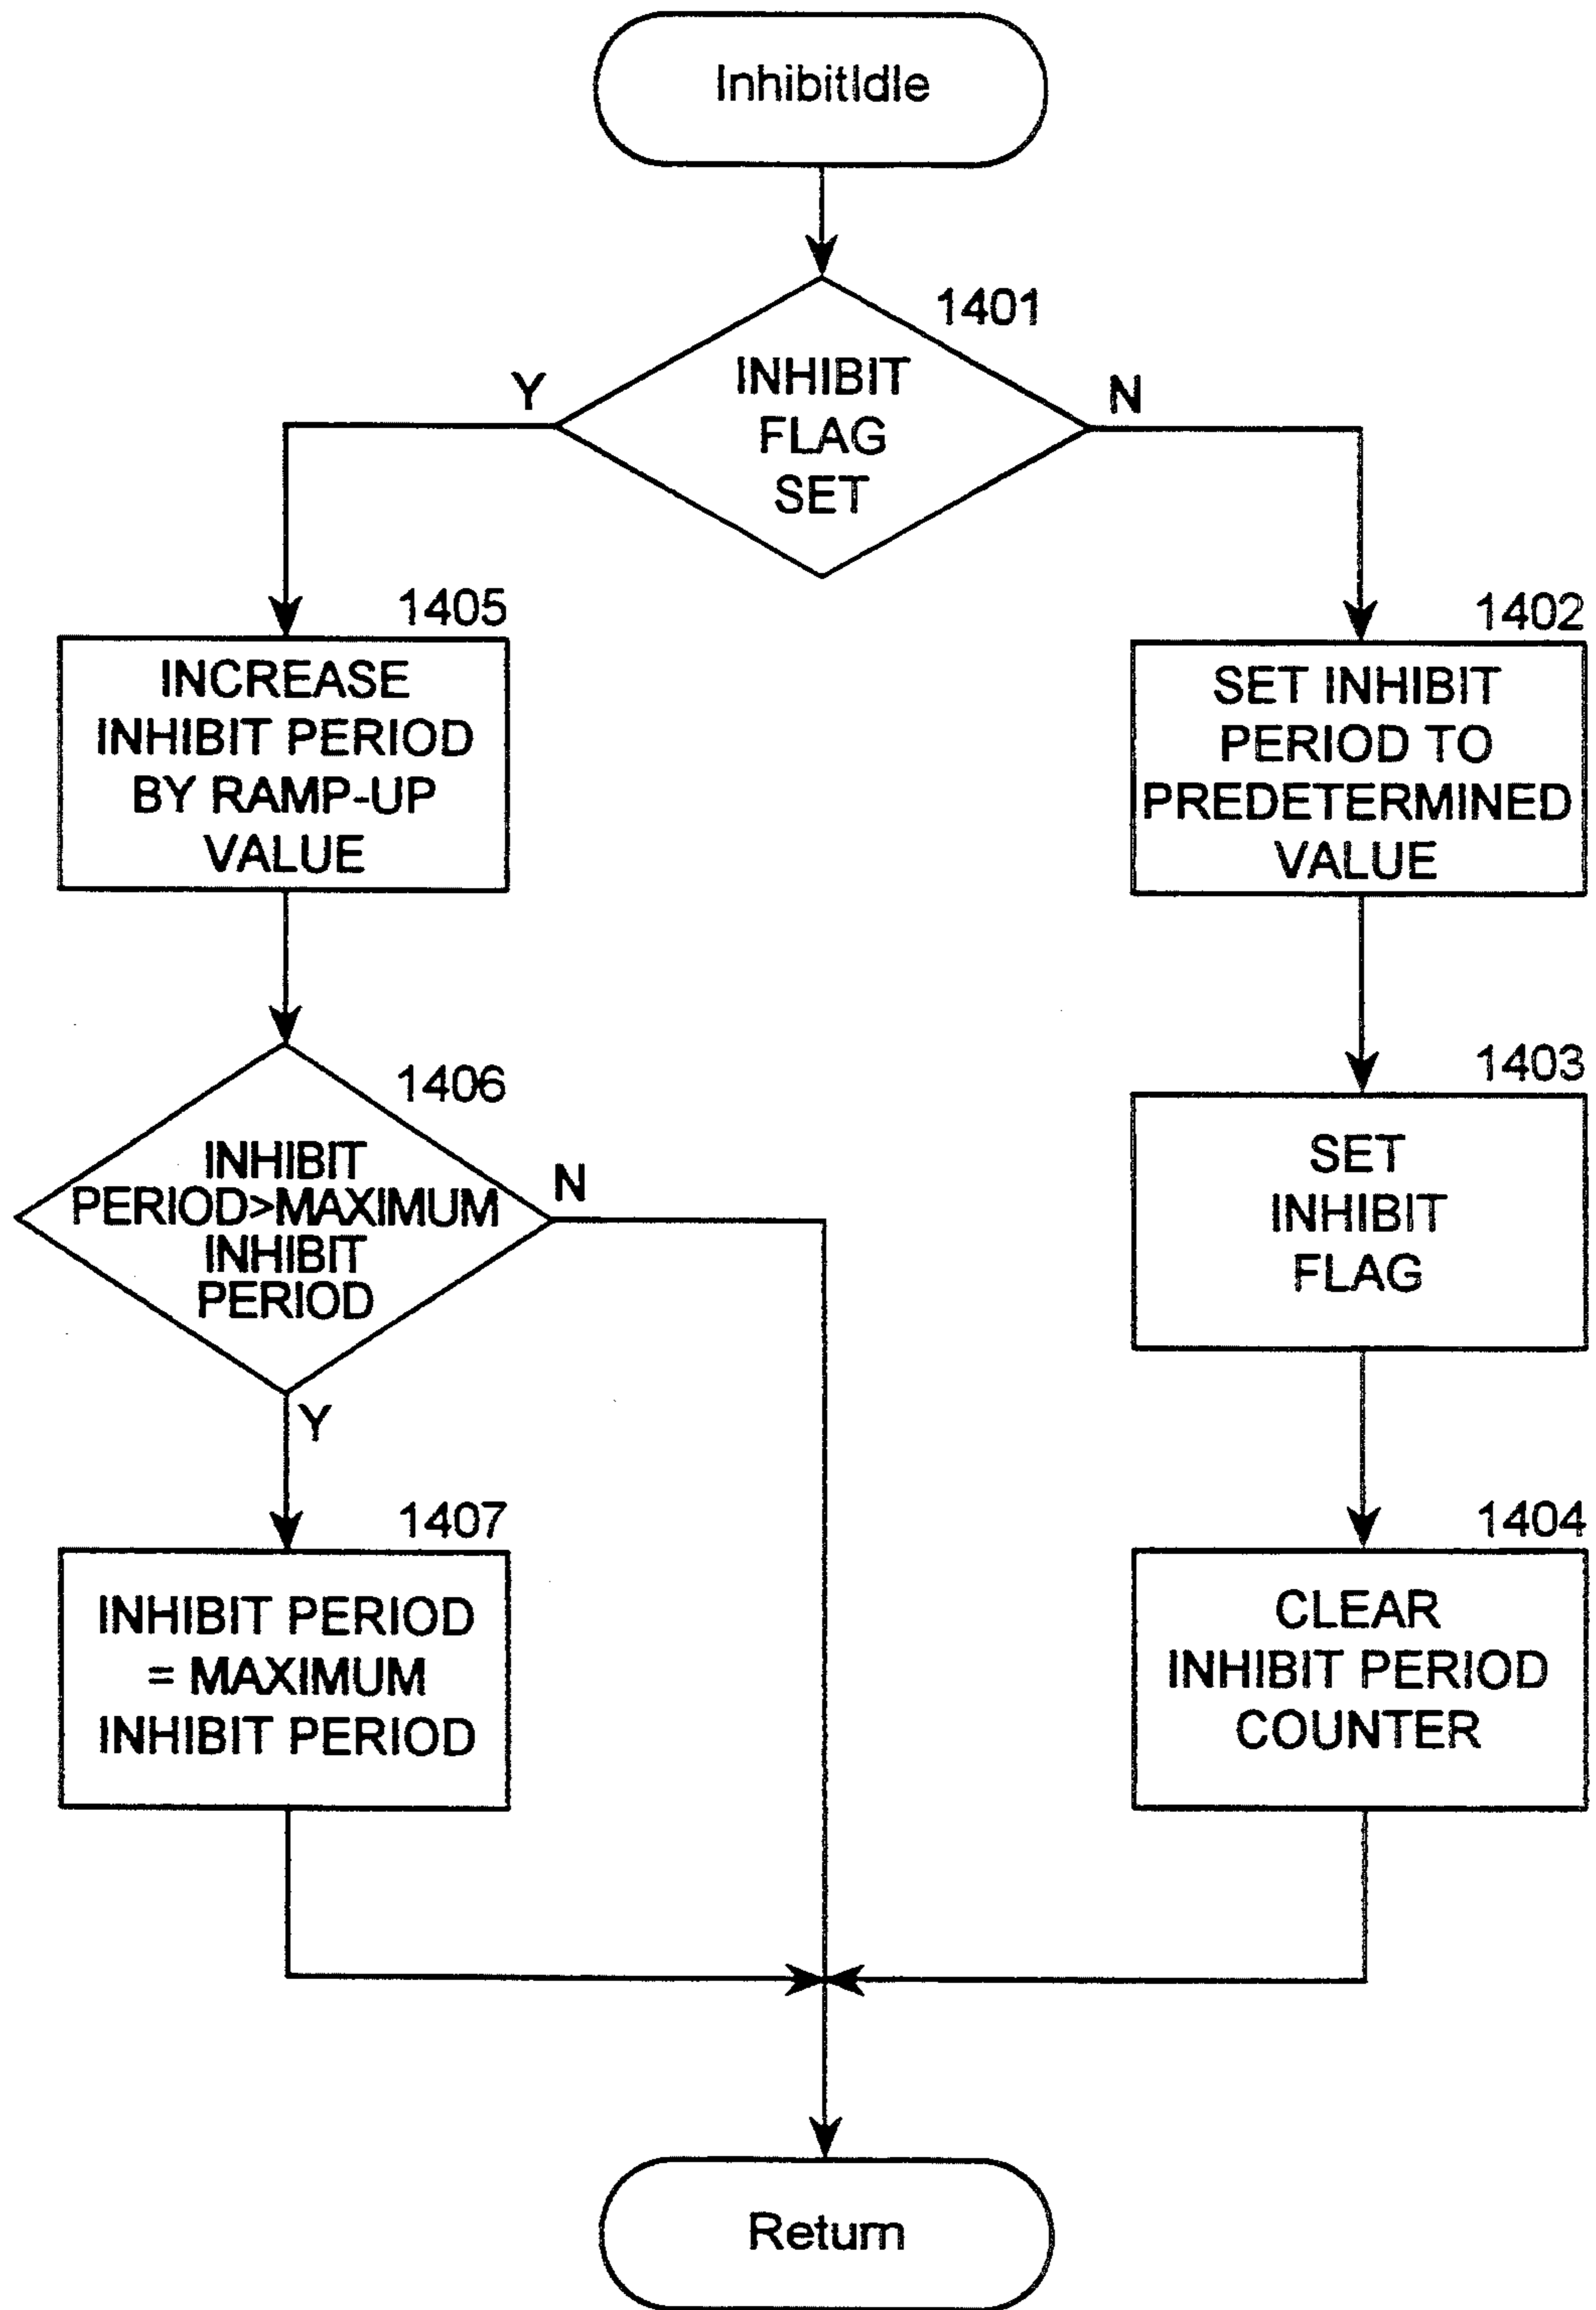 InhibitIdle
1401
INHIBIT
FLAG
SET
Y
N
1405
INCREASE
INHIBIT PERIOD
BY RAMP-UP
VALUE
1402
SET INHIBIT
PERIOD TO
PREDETERMINED
VALUE
1406
INHIBIT
PERIOD>MAXIMUM
INHIBIT
PERIOD
N
Y
1403
SET
INHIBIT
FLAG
1407
INHIBIT PERIOD
= MAXIMUM
INHIBIT PERIOD
1404
CLEAR
INHIBIT PERIOD
COUNTER
Return